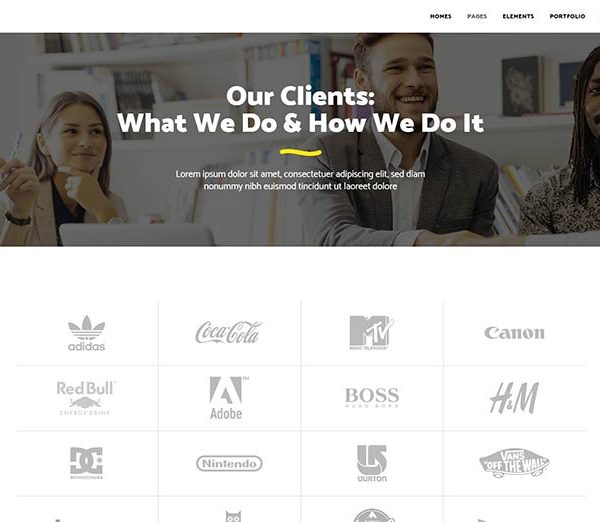 HOMES PAGES ELEMENTS PORTFOLIO
Our Clients:
What We Do & How We Do It
Lorem ipsum dolor sit amet, consectetuer adipiscing elit, sed diam
nonummy nibh euismod tincidunt ut laoreet dolore
adidas Coca-Cola MTV Canon
MUSIC TELEVISION
Red Bull Adobe BOSS H&M
ENERGY DRINK HUGO BOSS
DC Nintendo BURTON VANS
DCSHOECOUSA "OFF THE WALL"